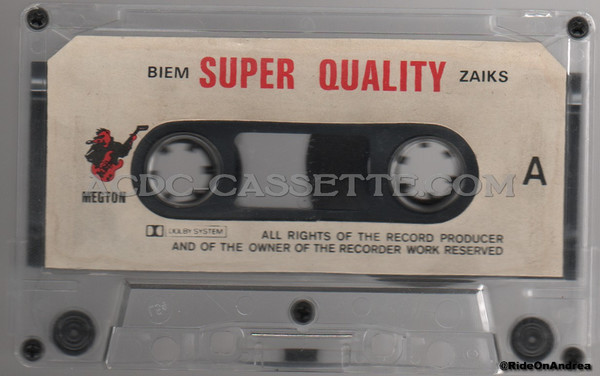 BIEM SUPER QUALITY ZAIKS
MEGTON
ACDC-CASSETTE.COM
A
DOLBY SYSTEM
ALL RIGHTS OF THE RECORD PRODUCER
AND OF THE OWNER OF THE RECORDER WORK RESERVED
@RideOnAndrea